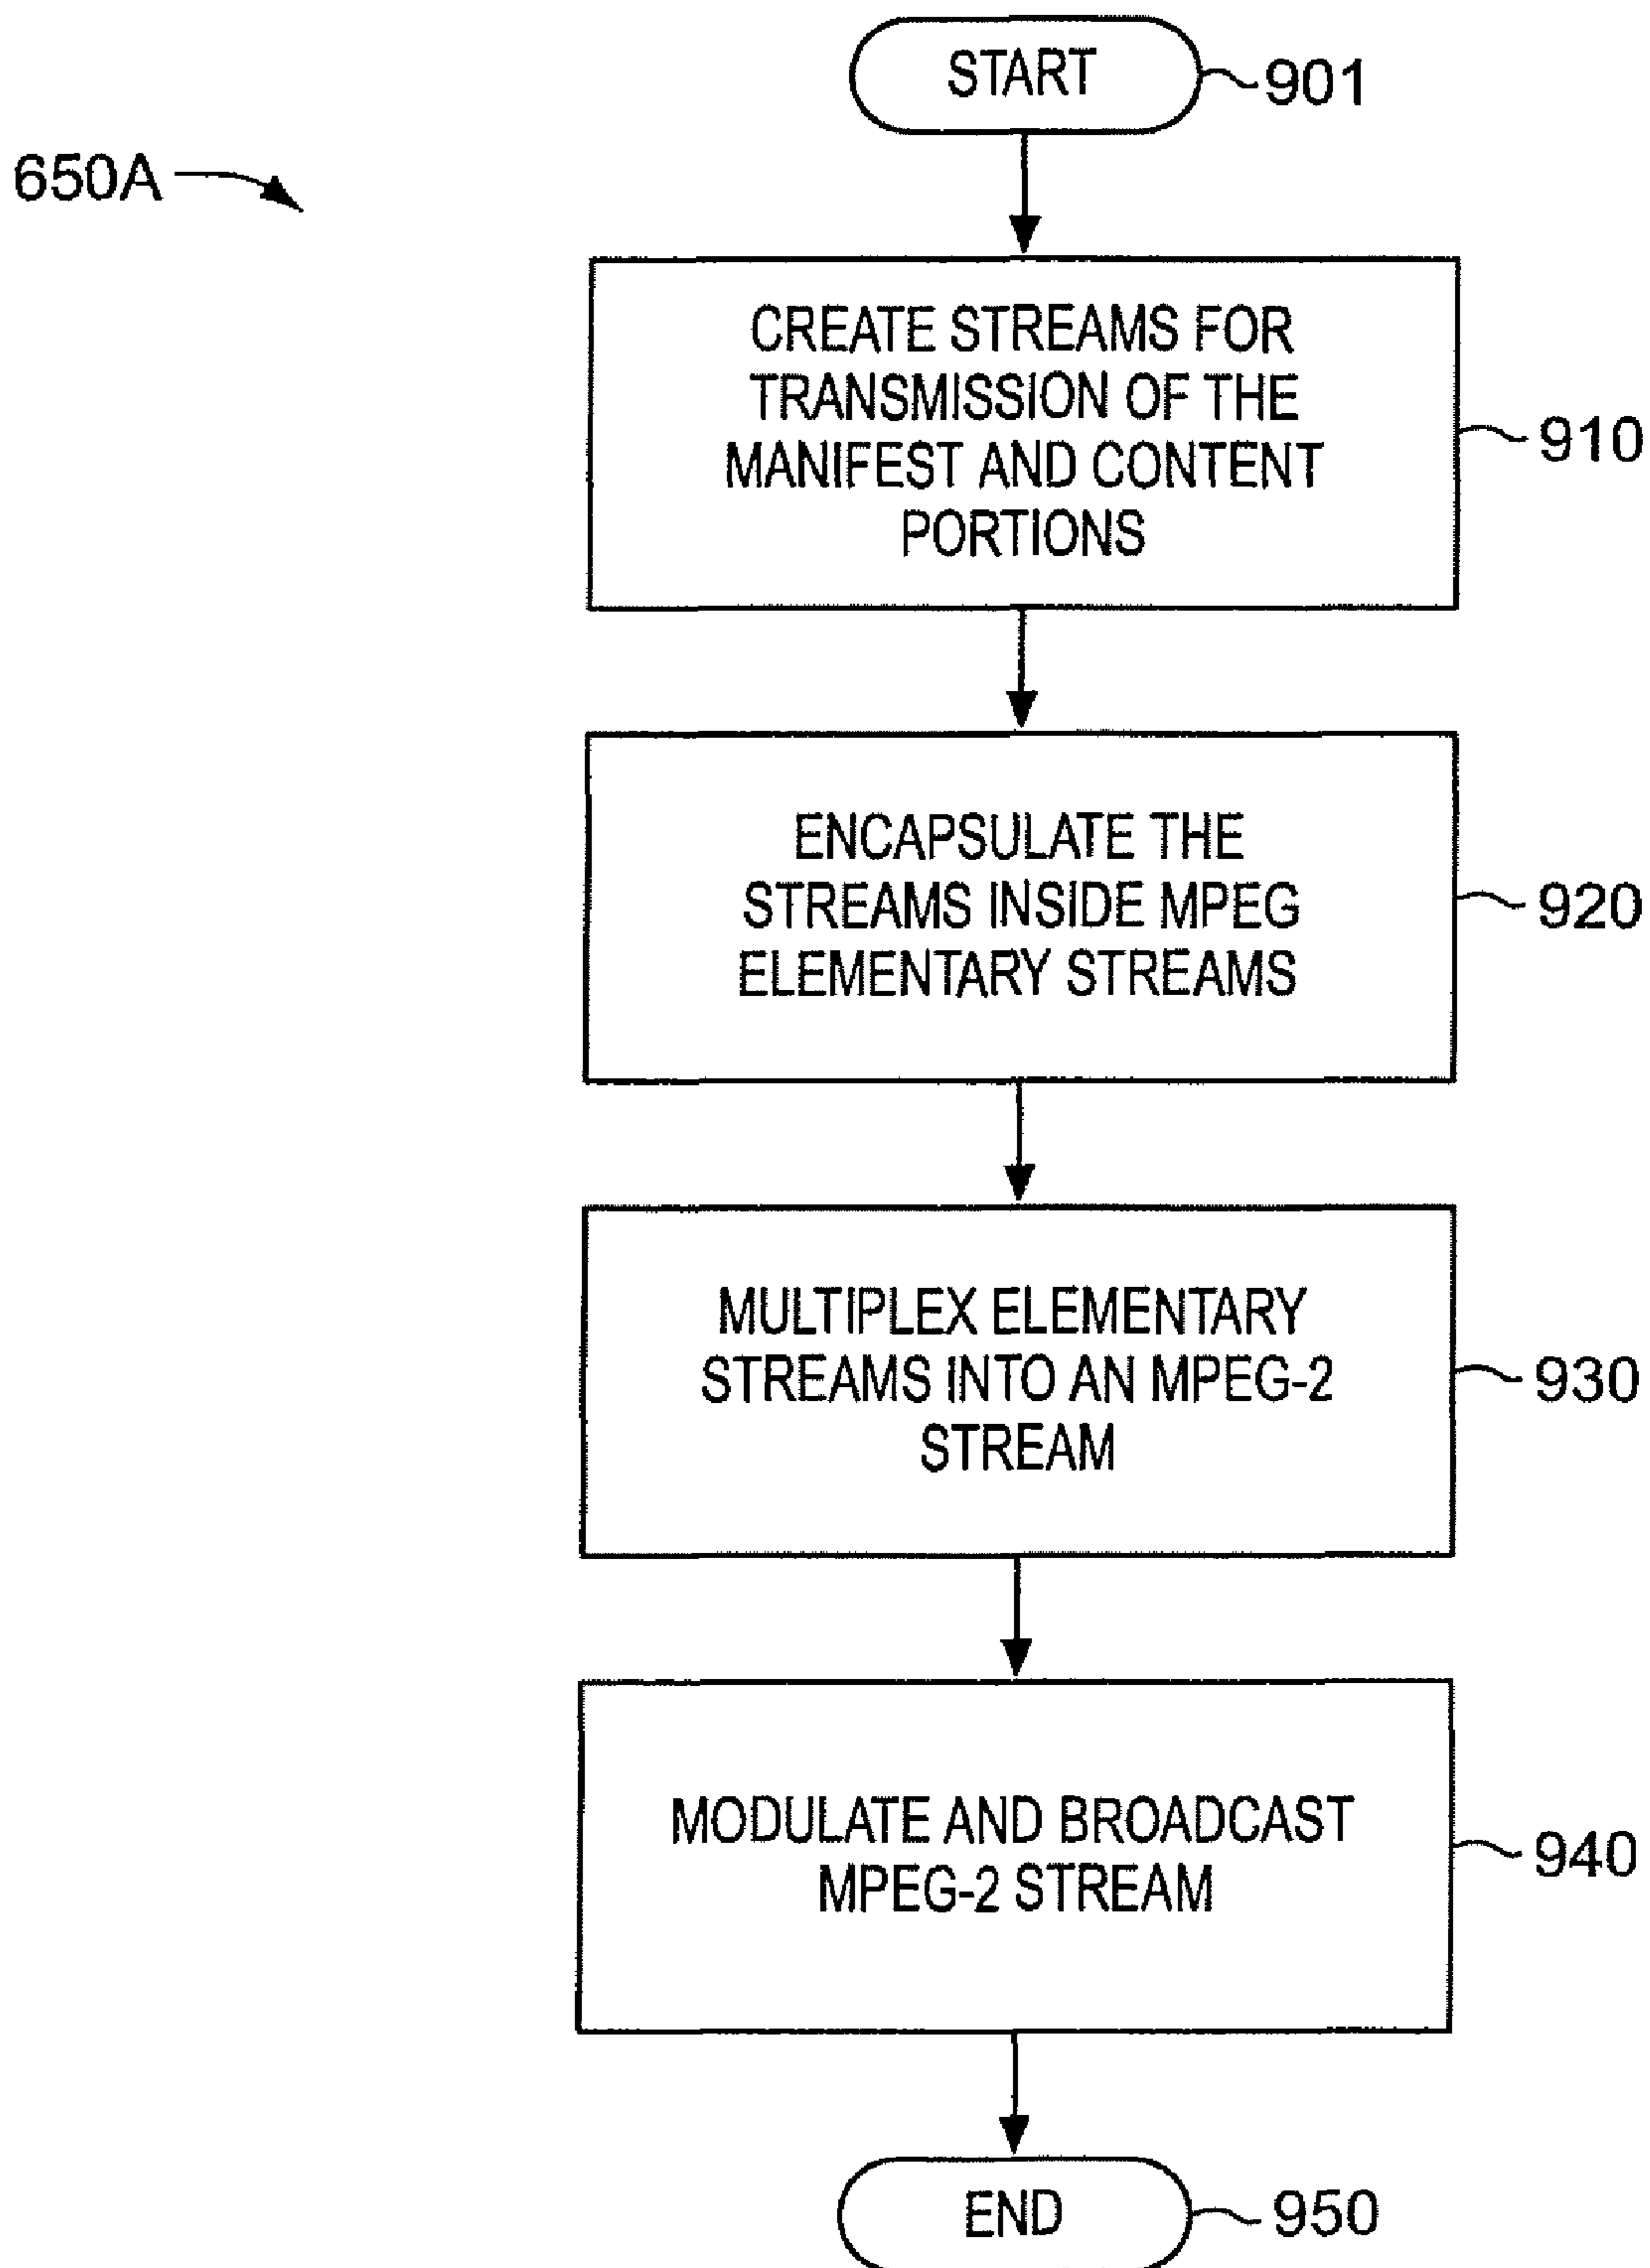 START
901
650A
CREATE STREAMS FOR
TRANSMISSION OF THE
MANIFEST AND CONTENT
PORTIONS
910
ENCAPSULATE THE
STREAMS INSIDE MPEG
ELEMENTARY STREAMS
920
MULTIPLEX ELEMENTARY
STREAMS INTO AN MPEG-2
STREAM
930
MODULATE AND BROADCAST
MPEG-2 STREAM
940
END
950